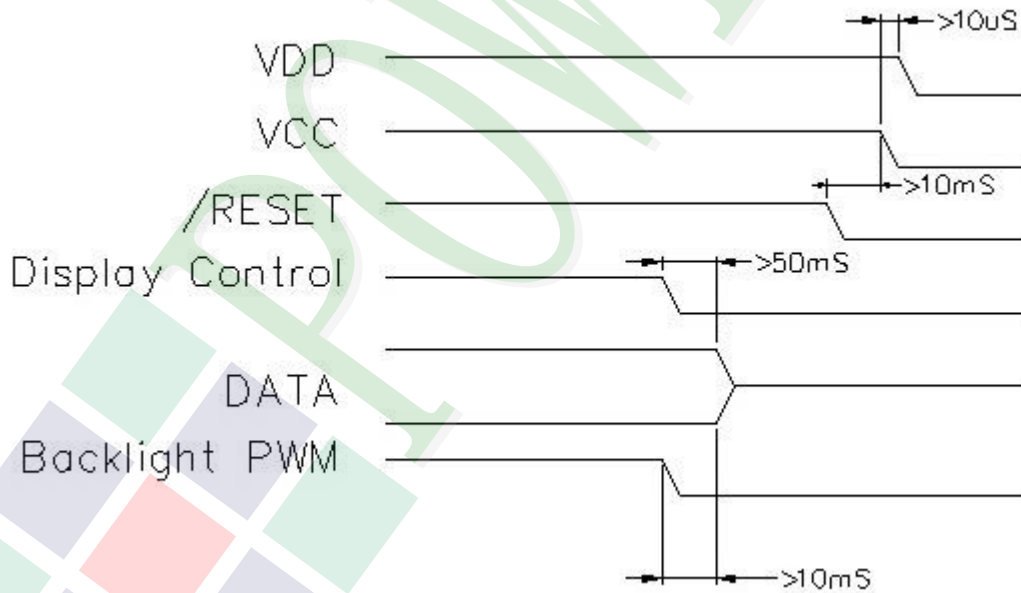 >10uS
VDD
VCC
>10mS
/RESET
>50mS
Display Control
DATA
Backlight PWM
>10mS